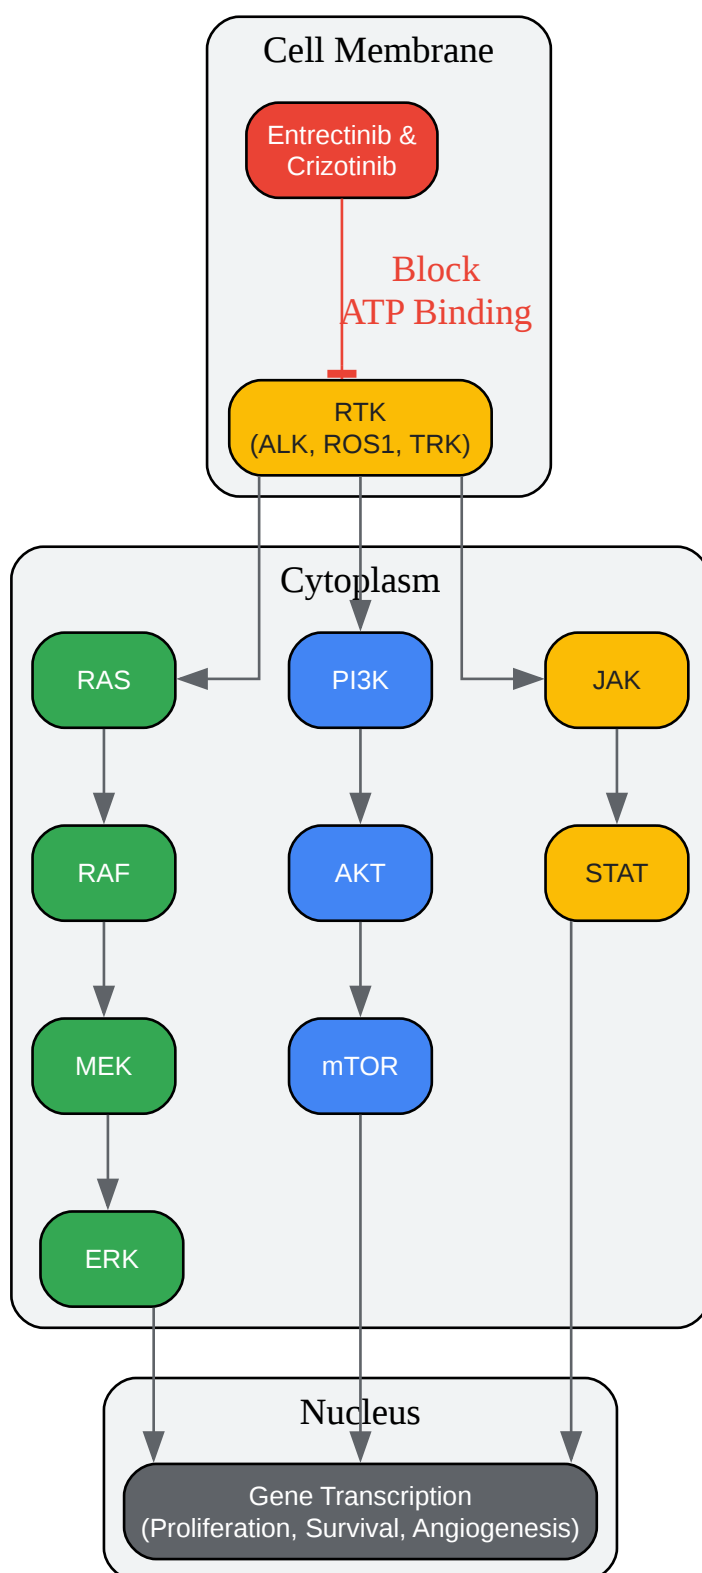 Cell Membrane
Entrectinib &
Crizotinib
Block
ATP Binding
RTK
(ALK, ROS1, TRK)
Cytoplasm
RAS
PI3K
JAK
RAF
AKT
STAT
MEK
mTOR
ERK
Nucleus
Gene Transcription
(Proliferation, Survival, Angiogenesis)